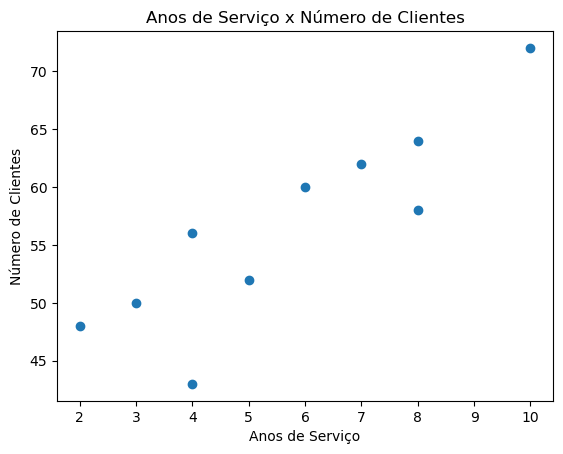 Anos de Serviço x Número de Clientes
70
65
60
55
50
45
Número de Clientes
2 3 4 5 6 7 8 9 10
Anos de Serviço